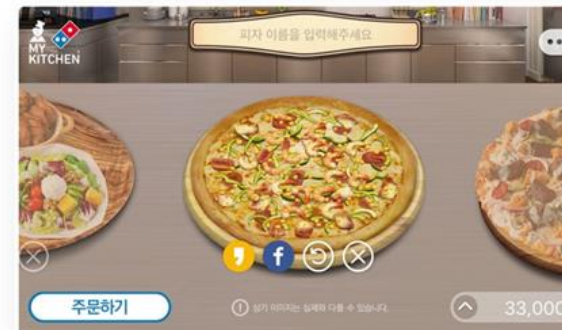 피자 이름을 입력해주세요
MY
KITCHEN
주문하기
상기 이미지는 실제와 다를 수 있습니다.
33,000